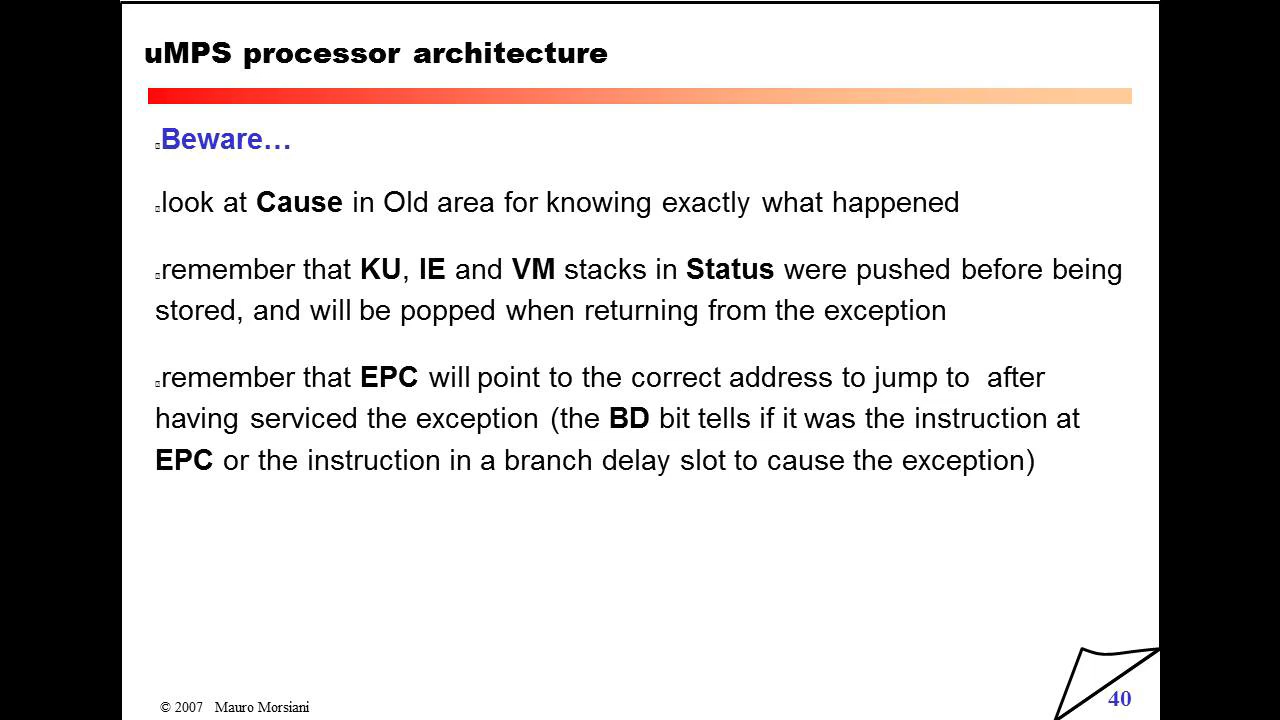 uMPS processor architecture
Beware…
look at Cause in Old area for knowing exactly what happened
remember that KU, IE and VM stacks in Status were pushed before being
stored, and will be popped when returning from the exception
remember that EPC will point to the correct address to jump to  after
having serviced the exception (the BD bit tells if it was the instruction at
EPC or the instruction in a branch delay slot to cause the exception)
© 2007   Mauro Morsiani
40